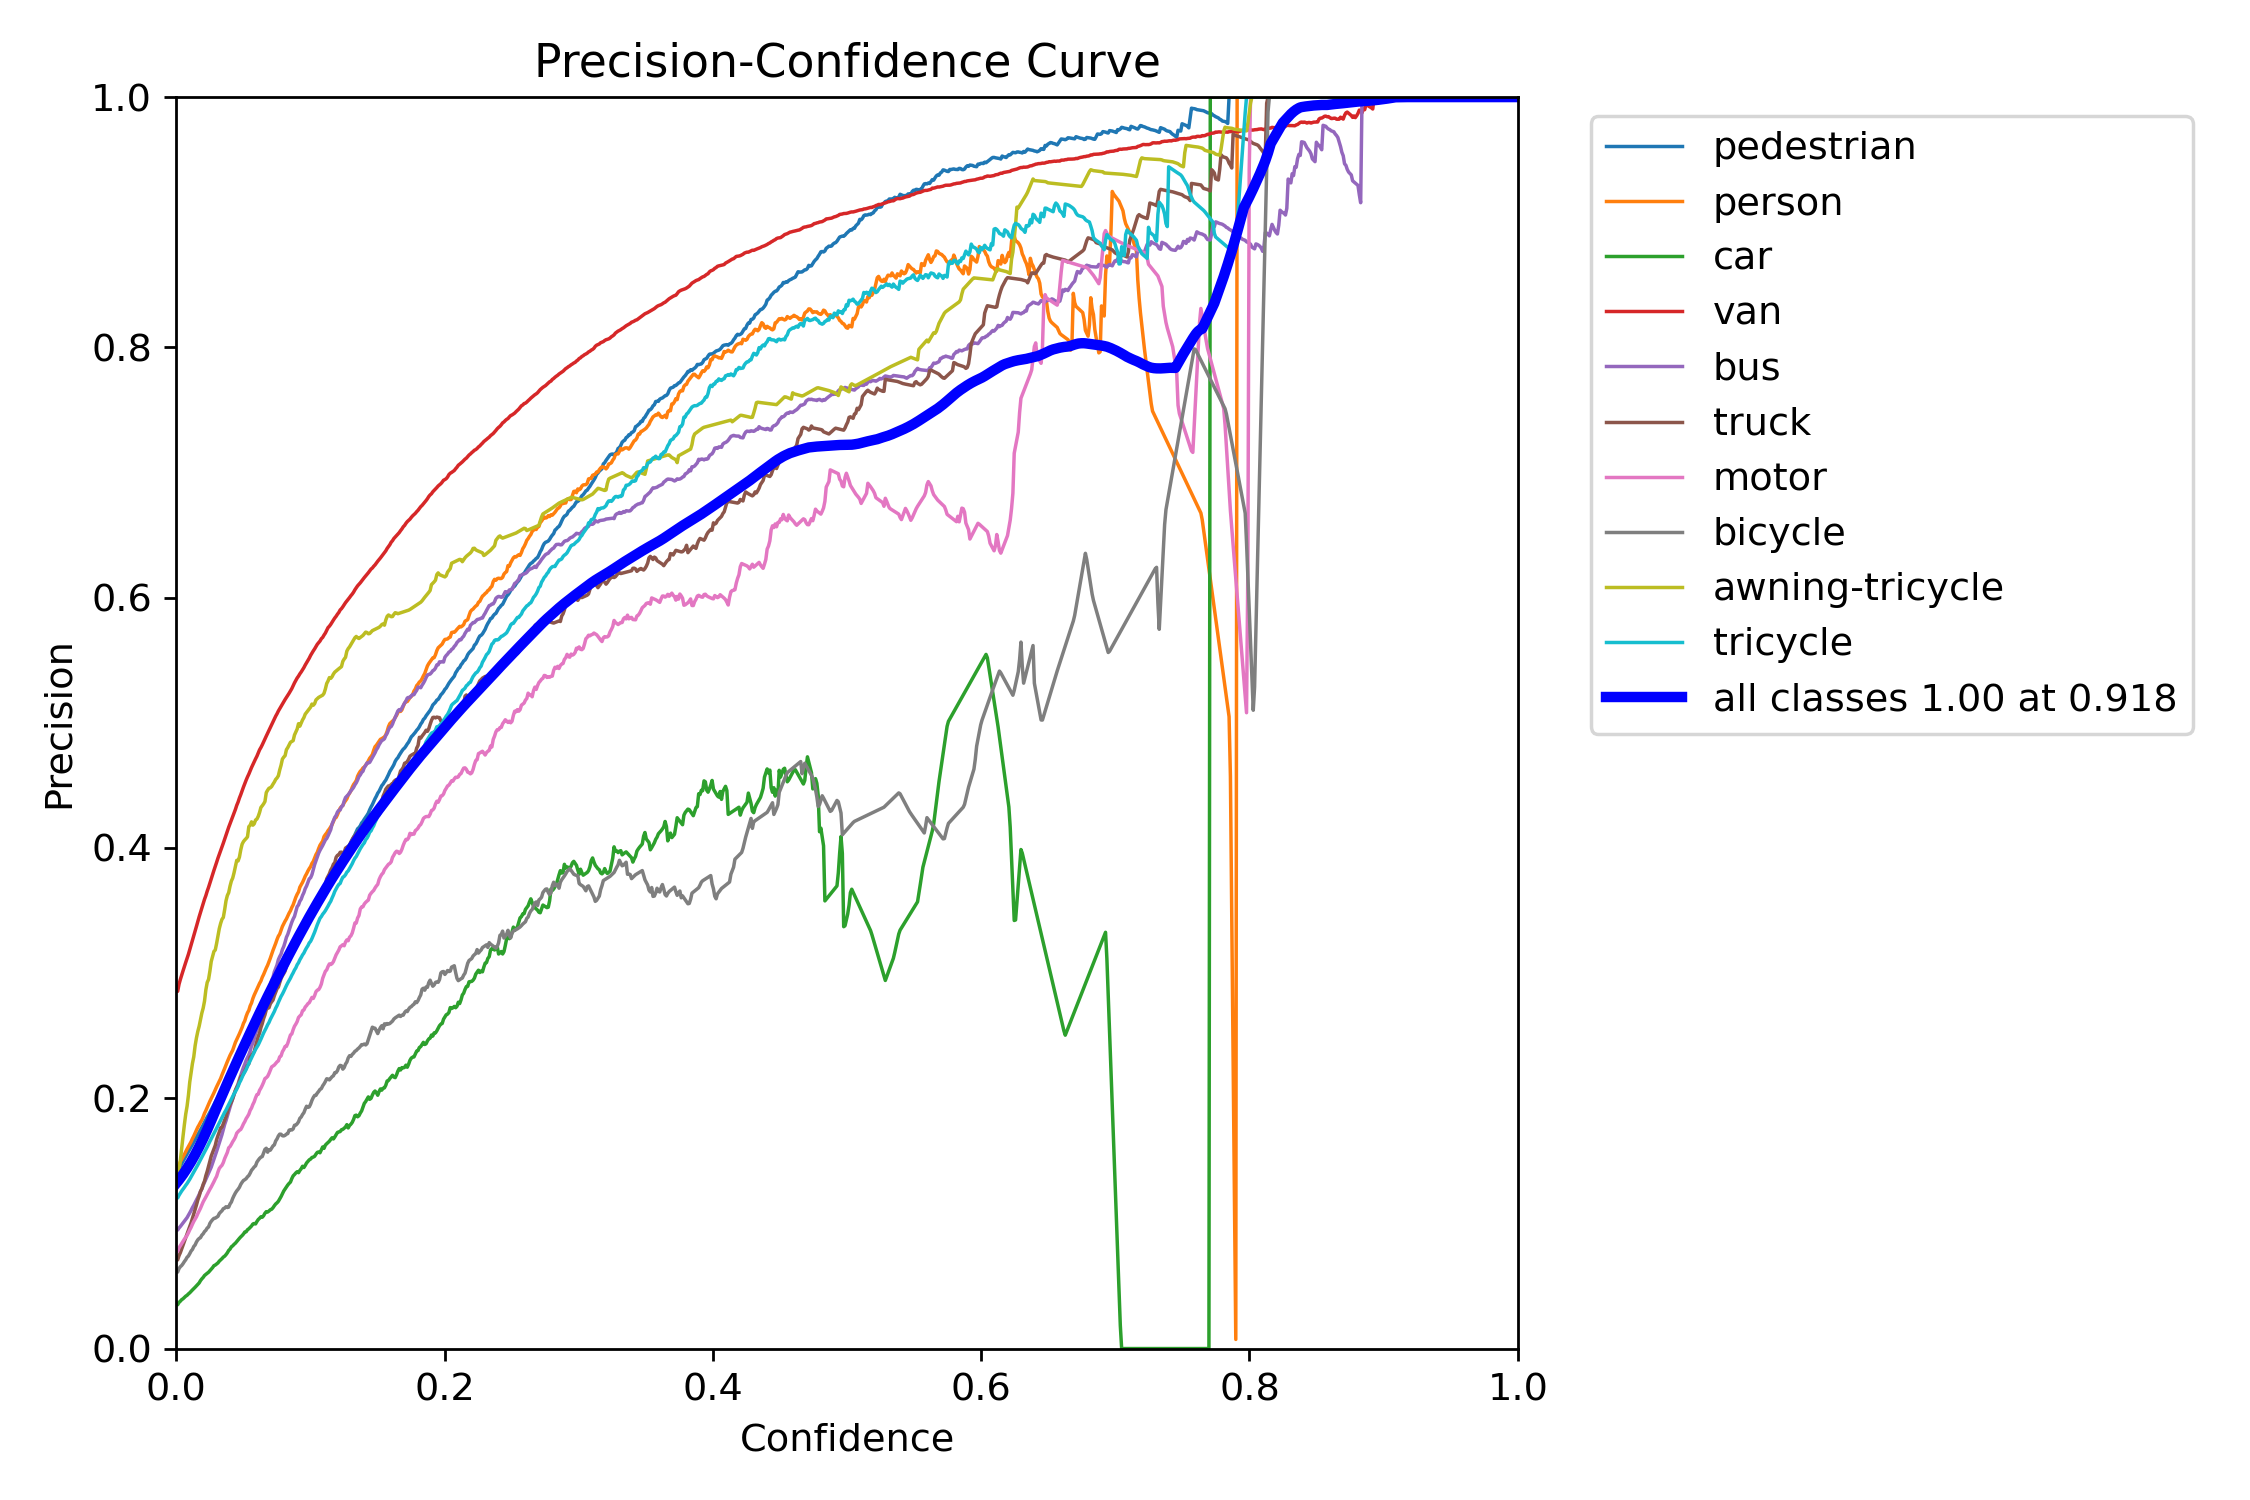 Precision-Confidence Curve
1.0
0.8
0.6
0.4
0.2
0.0
Precision
0.0 0.2 0.4 0.6 0.8 1.0
Confidence
pedestrian
person
car
van
bus
truck
motor
bicycle
awning-tricycle
tricycle
all classes 1.00 at 0.918